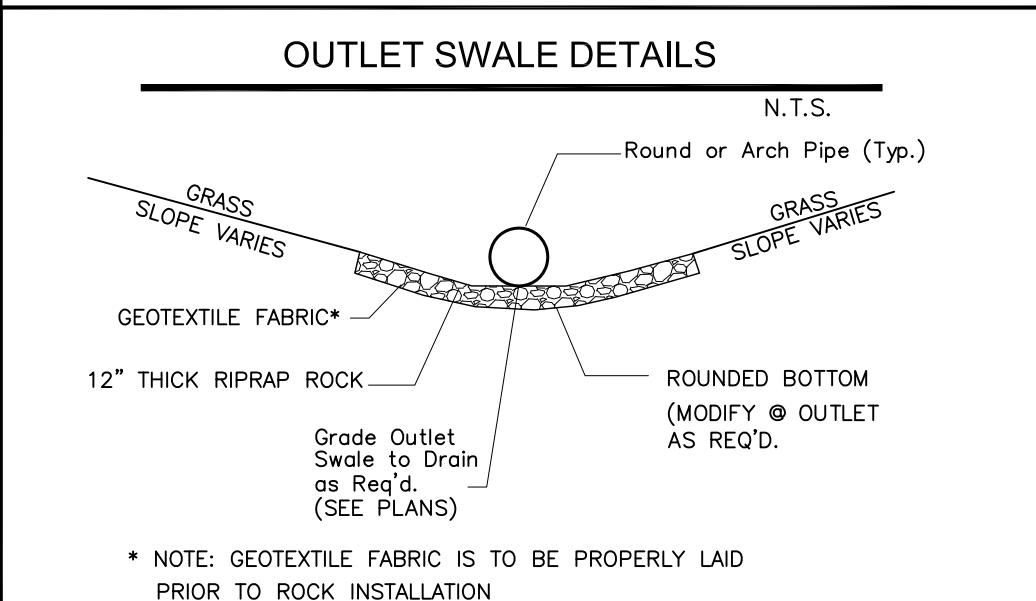 OUTLET SWALE DETAILS
N.T.S.
Round or Arch Pipe (Typ.)
GRASS
SLOPE VARIES
GRASS
SLOPE VARIES
GEOTEXTILE FABRIC*
12" THICK RIPRAP ROCK
ROUNDED BOTTOM
(MODIFY @ OUTLET
AS REQ'D.
Grade Outlet
Swale to Drain
as Req'd.
(SEE PLANS)
* NOTE: GEOTEXTILE FABRIC IS TO BE PROPERLY LAID
PRIOR TO ROCK INSTALLATION